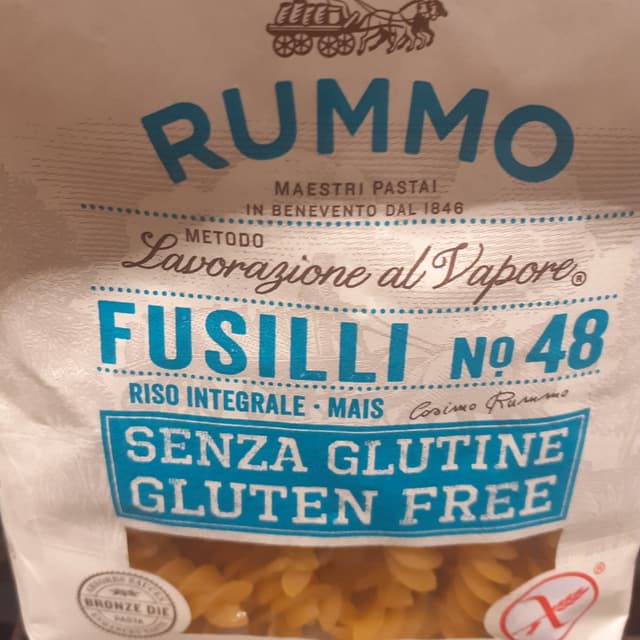 RUMMO
MAESTRI PASTAI
IN BENEVENTO DAL 1846
METODO
Lavorazione al Vapore®
FUSILLI No 48
RISO INTEGRALE · MAIS
Cosimo Rummo
SENZA GLUTINE
GLUTEN FREE
BRONZE DIE
PASTA
®